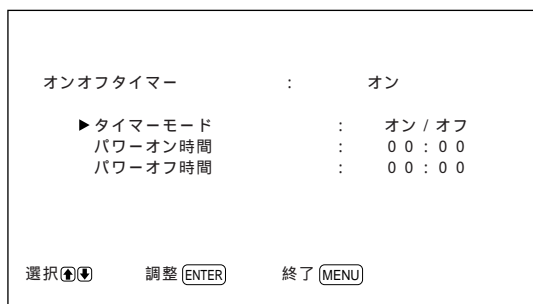 オンオフタイマー : オン
▶タイマーモード : オン/オフ
パワーオン時間 : 00:00
パワーオフ時間 : 00:00
選択⬆⬇ 調整 ENTER 終了 MENU